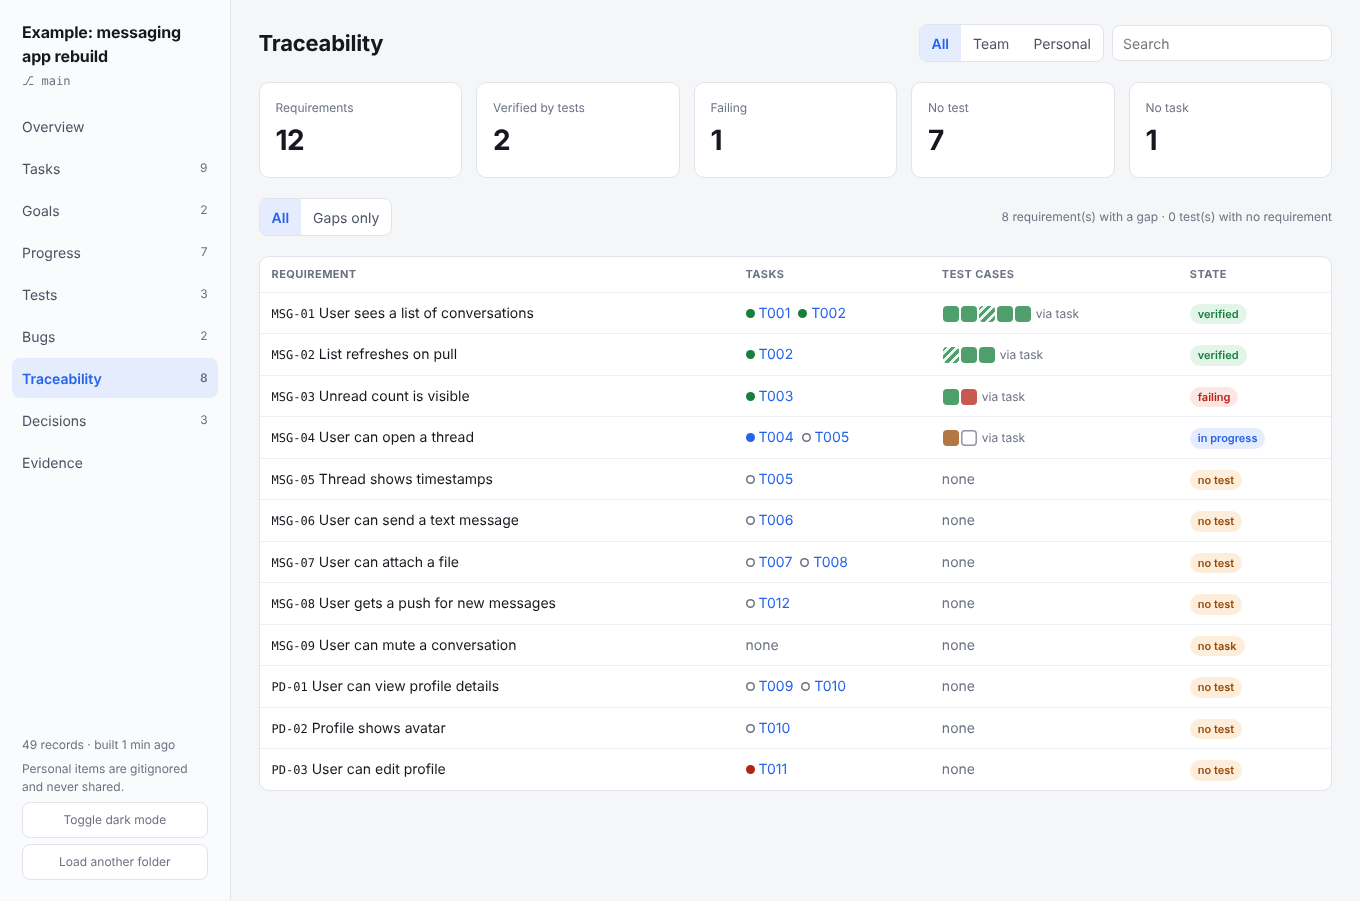 Example: messaging
app rebuild
main
Overview
Tasks 9
Goals 2
Progress 7
Tests 3
Bugs 2
Traceability 8
Decisions 3
Evidence
49 records · built 1 min ago
Personal items are gitignored
and never shared.
Toggle dark mode
Load another folder
Traceability
All Team Personal Search
Requirements Verified by tests Failing No test No task
12 2 1 7 1
All Gaps only 8 requirement(s) with a gap · 0 test(s) with no requirement
REQUIREMENT TASKS TEST CASES STATE
MSG-01 User sees a list of conversations T001 T002 via task verified
MSG-02 List refreshes on pull T002 via task verified
MSG-03 Unread count is visible T003 via task failing
MSG-04 User can open a thread T004 T005 via task in progress
MSG-05 Thread shows timestamps T005 none no test
MSG-06 User can send a text message T006 none no test
MSG-07 User can attach a file T007 T008 none no test
MSG-08 User gets a push for new messages T012 none no test
MSG-09 User can mute a conversation none none no task
PD-01 User can view profile details T009 T010 none no test
PD-02 Profile shows avatar T010 none no test
PD-03 User can edit profile T011 none no test